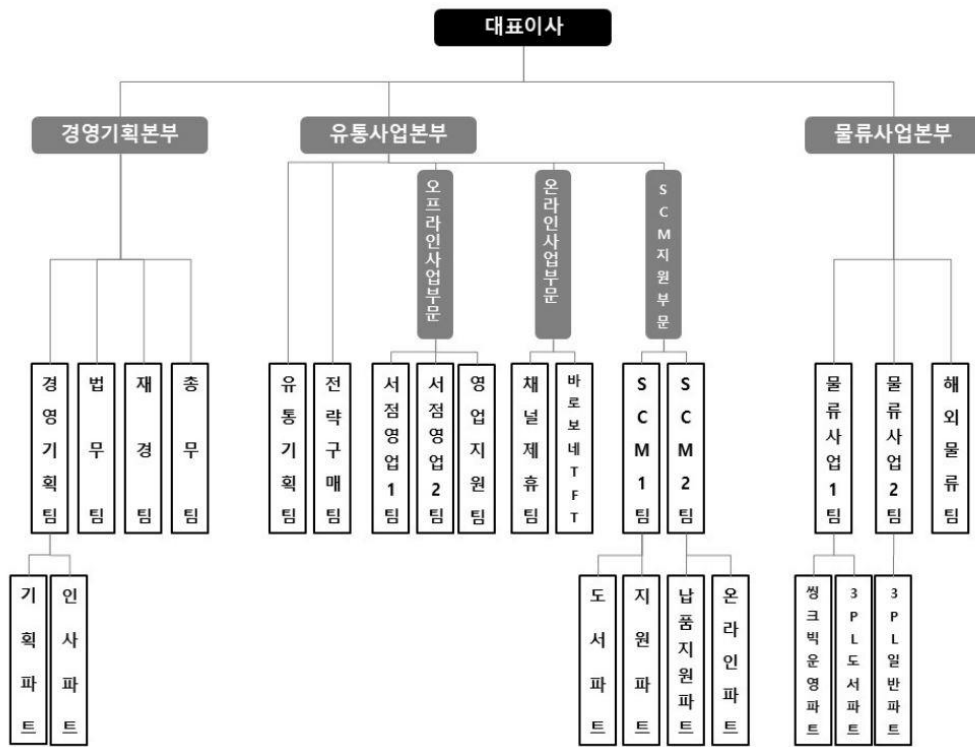 대표이사
경영기획본부
유통사업본부
물류사업본부
오프라인사업부문
온라인사업부문
SCM지원부문
경영기획팀
법무팀
재경팀
총무팀
유통기획팀
전략구매팀
서점영업1팀
서점영업2팀
영업지원팀
채널제휴팀
바로보네TFT
SCM1팀
SCM2팀
물류사업1팀
물류사업2팀
해외물류팀
기획파트
인사파트
도서파트
지원파트
납품지원파트
온라인파트
씽크빅운영파트
3PL도서파트
3PL일반파트